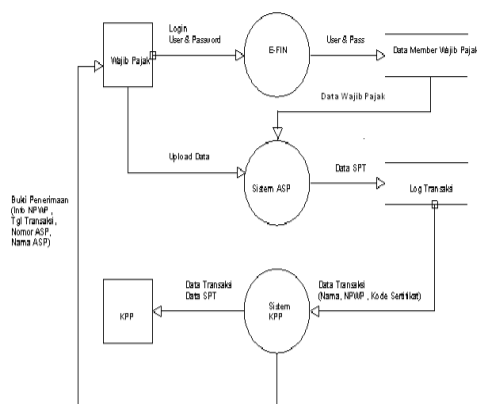 Login
User & Password
E-FIN
User & Pass
Wajib Pajak
Data Member Wajib Pajak
Data Wajib Pajak
Upload Data
Sistem ASP
Data SPT
Log Transaksi
Bukti Penerimaan
(Info NPWP ,
Tgl Transaksi ,
Nomor ASP ,
Nama ASP)
Data Transaksi
Data SPT
KPP
Sistem
KPP
Data Transaksi
(Nama, NPWP , Kode Sertifikat)